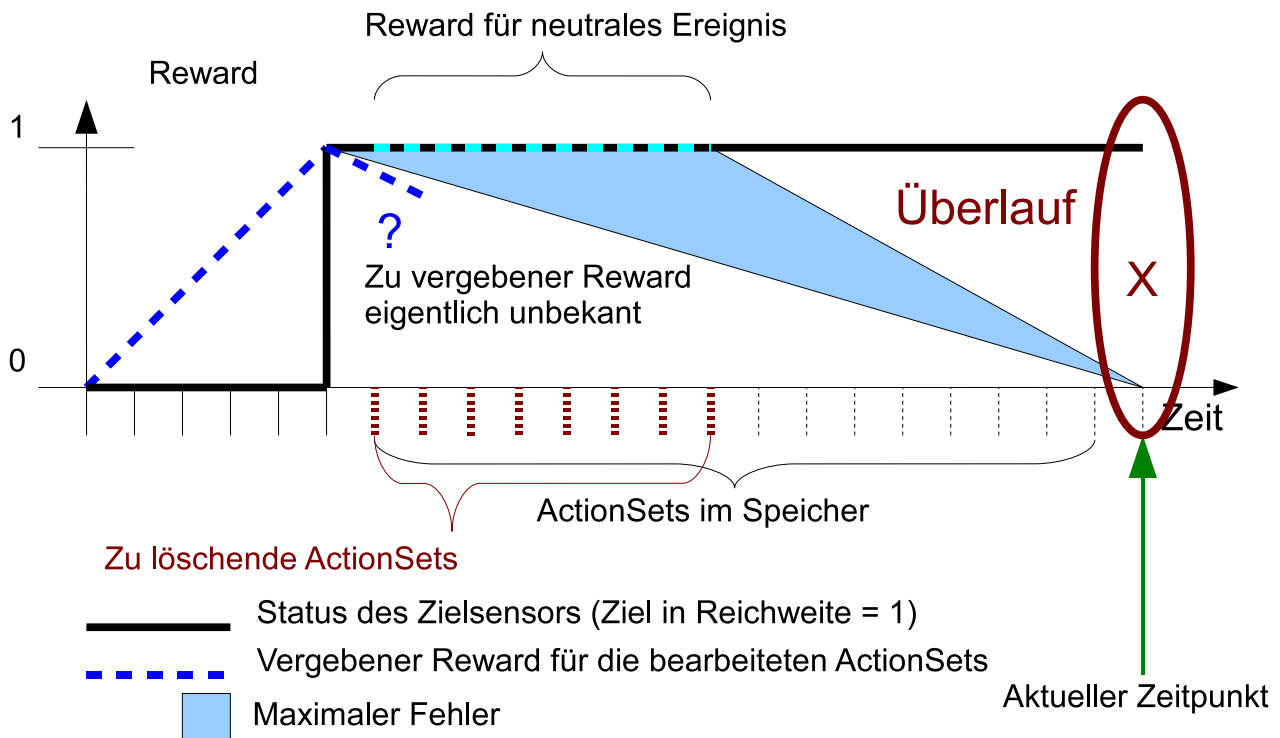 Reward für neutrales Ereignis
Reward
1
Überlauf
?
X
Zu vergebener Reward
eigentlich unbekant
0
Zeit
ActionSets im Speicher
Zu löschende ActionSets
Status des Zielsensors (Ziel in Reichweite = 1)
Vergebener Reward für die bearbeiteten ActionSets
Aktueller Zeitpunkt
Maximaler Fehler